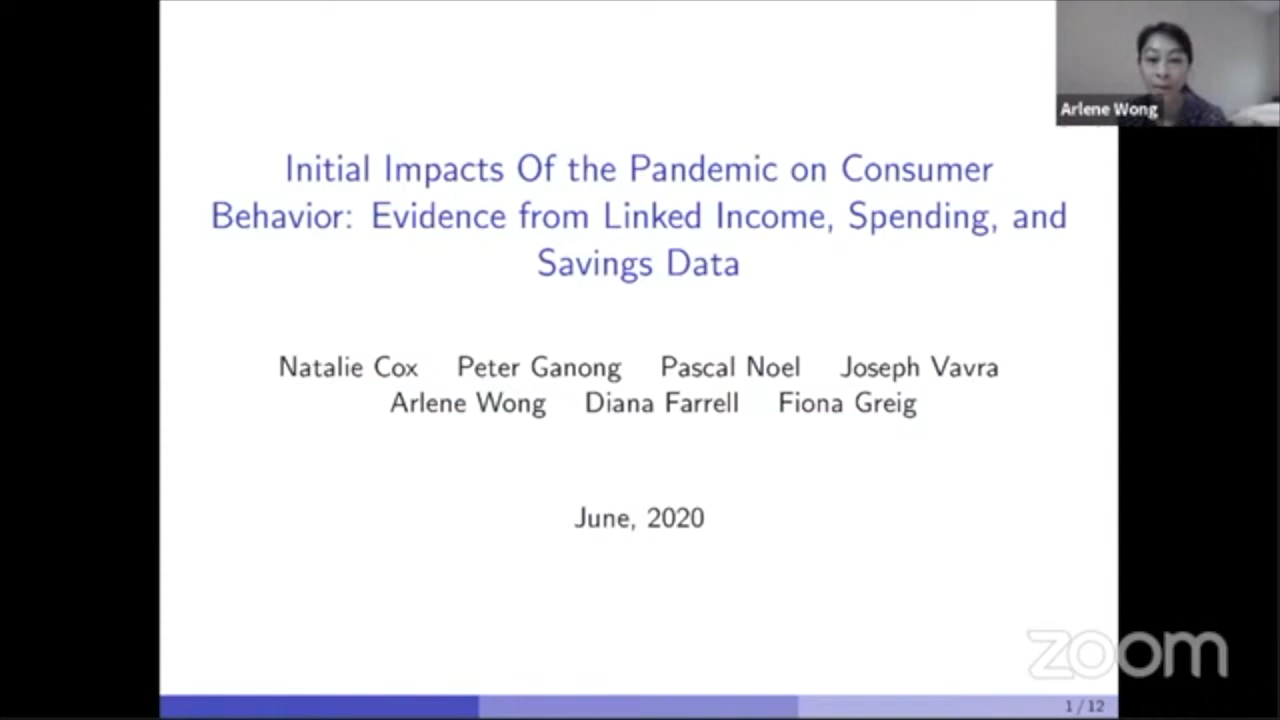 Arlene Wong
Initial Impacts Of the Pandemic on Consumer
Behavior: Evidence from Linked Income, Spending, and
Savings Data
Natalie Cox Peter Ganong Pascal Noel Joseph Vavra
Arlene Wong Diana Farrell Fiona Greig
June, 2020
zoom
1 / 12